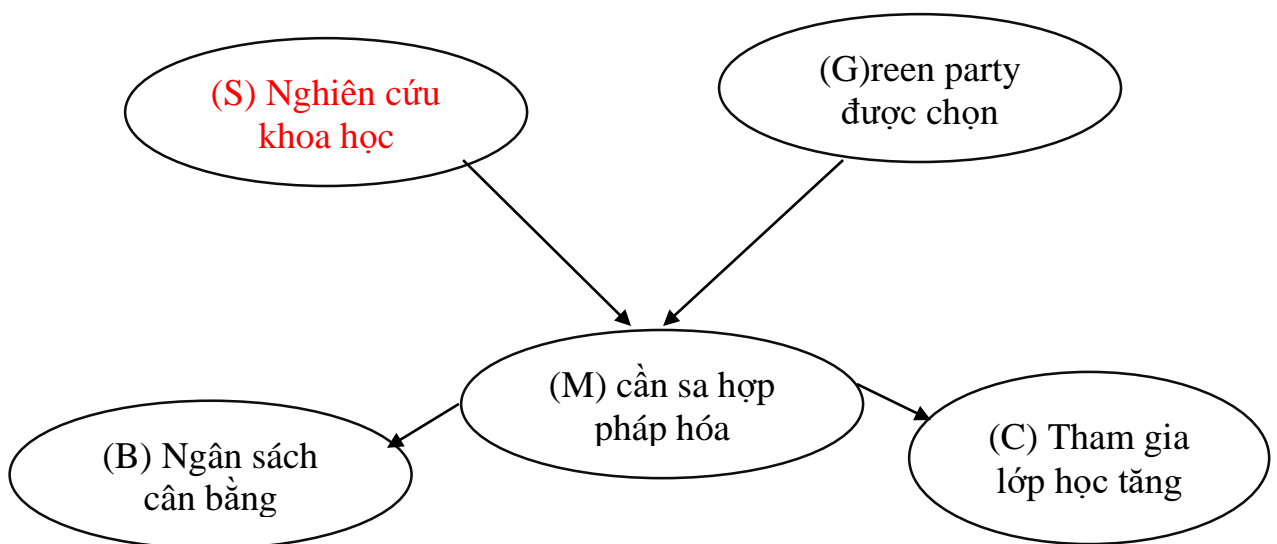 (S) Nghiên cứu
khoa học
(G)reen party
được chọn
(M) cần sa hợp
pháp hóa
(B) Ngân sách
cân bằng
(C) Tham gia
lớp học tăng